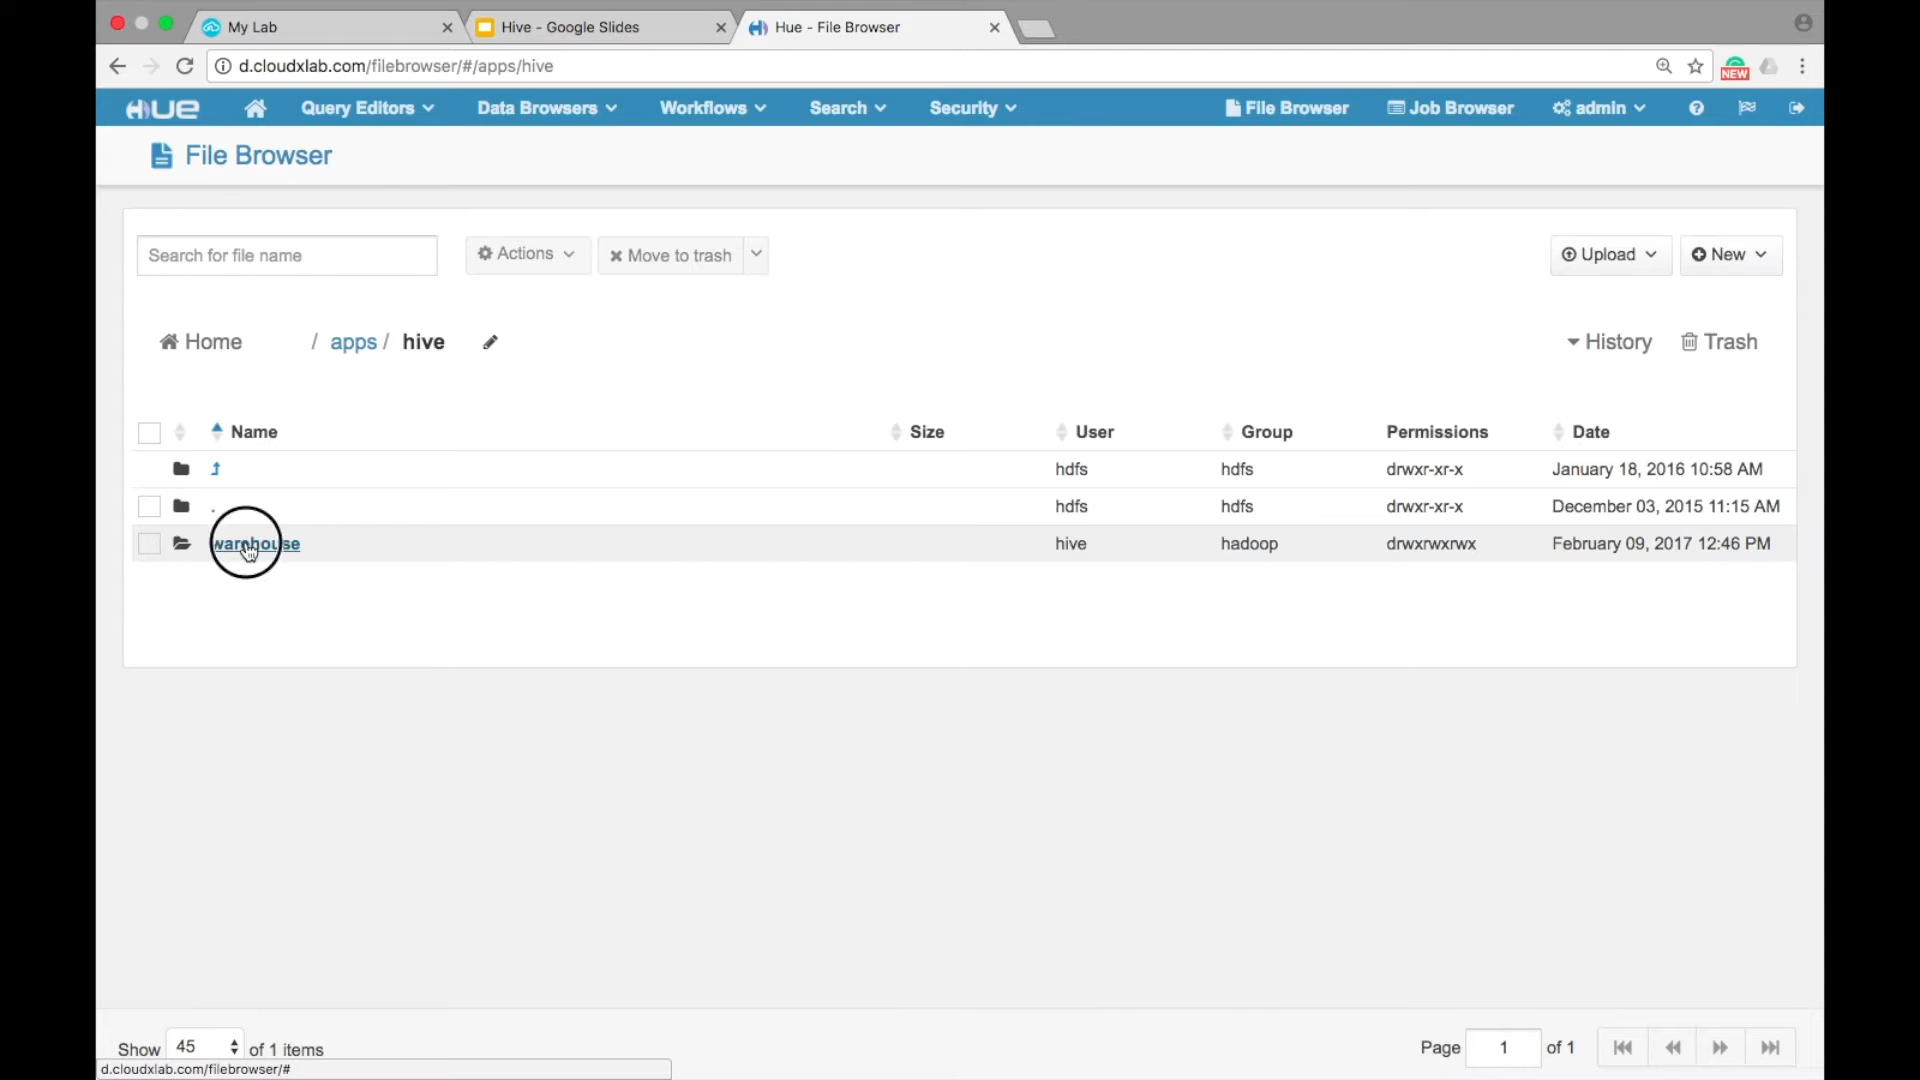 My Lab
Hive - Google Slides
Hue - File Browser
d.cloudxlab.com/filebrowser/#/apps/hive
NEW
HUE
Query Editors
Data Browsers
Workflows
Search
Security
File Browser
Job Browser
admin
File Browser
Search for file name
Actions
Move to trash
Upload
New
Home / apps / hive
History
Trash
Name Size User Group Permissions Date
hdfs hdfs drwxr-xr-x January 18, 2016 10:58 AM
. hdfs hdfs drwxr-xr-x December 03, 2015 11:15 AM
warehouse hive hadoop drwxrwxrwx February 09, 2017 12:46 PM
Show 45 of 1 items
Page 1 of 1
d.cloudxlab.com/filebrowser/#